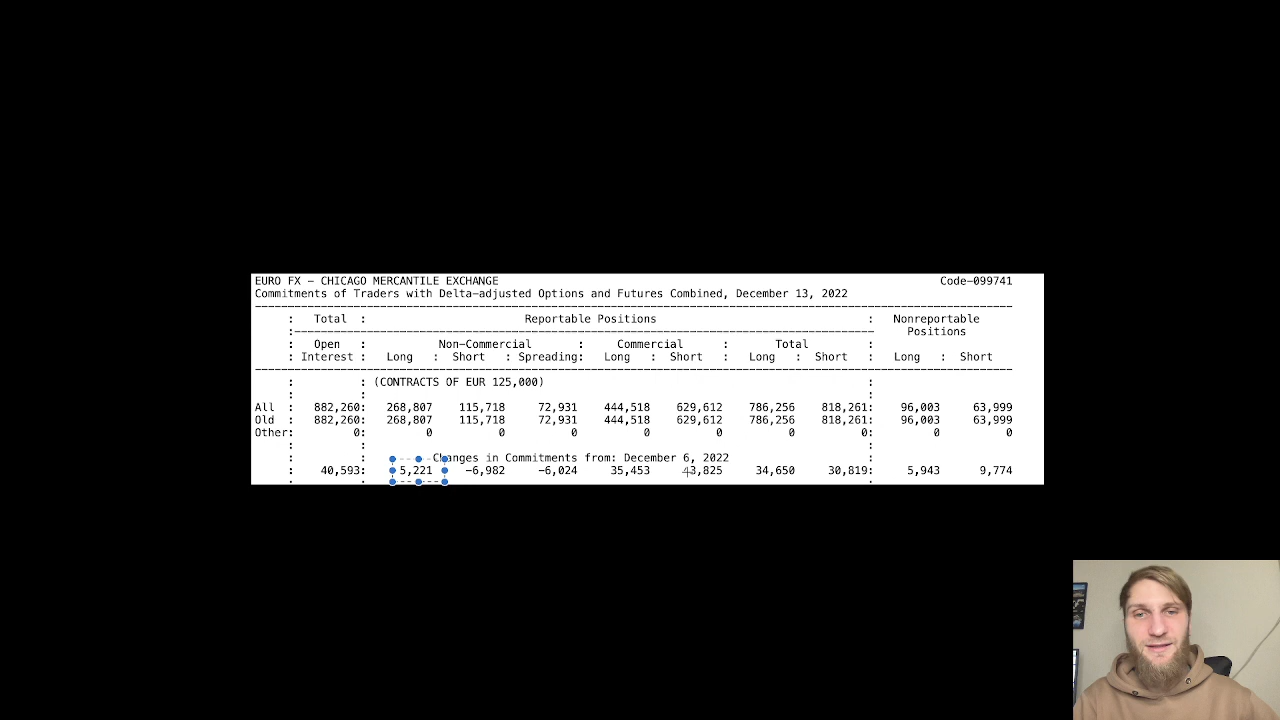 EURO FX – CHICAGO MERCANTILE EXCHANGE Code–099741
Commitments of Traders with Delta–adjusted Options and Futures Combined, December 13, 2022
: Total : Reportable Positions : Nonreportable
: : Positions
: Open : Non–Commercial : Commercial : Total :
: Interest : Long : Short : Spreading: Long : Short : Long : Short : Long : Short
: : (CONTRACTS OF EUR 125,000) :
: : :
All : 882,260: 268,807 115,718 72,931 444,518 629,612 786,256 818,261: 96,003 63,999
Old : 882,260: 268,807 115,718 72,931 444,518 629,612 786,256 818,261: 96,003 63,999
Other: 0: 0 0 0 0 0 0 0: 0 0
: : :
: : Changes in Commitments from: December 6, 2022 :
: 40,593: 5,221 –6,982 –6,024 35,453 43,825 34,650 30,819: 5,943 9,774